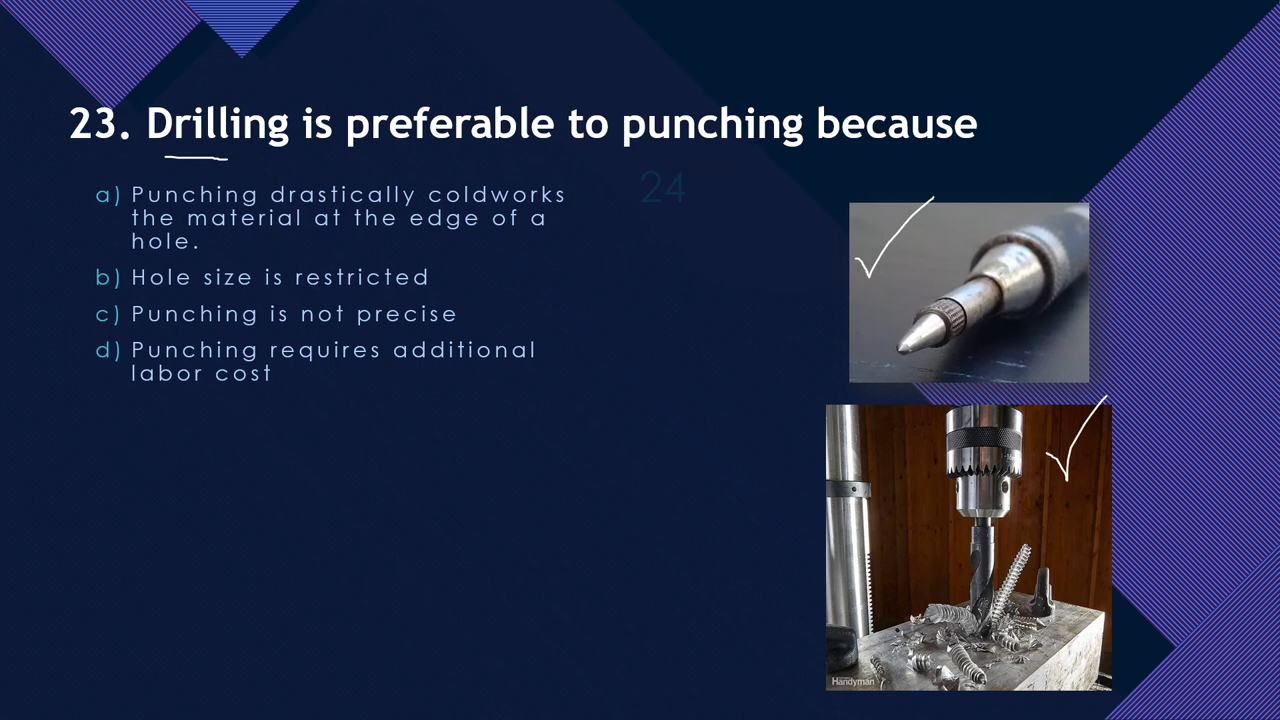 23. Drilling is preferable to punching because
a) Punching drastically coldworks
the material at the edge of a
hole.
b) Hole size is restricted
c) Punching is not precise
d) Punching requires additional
labor cost
24
Handyman